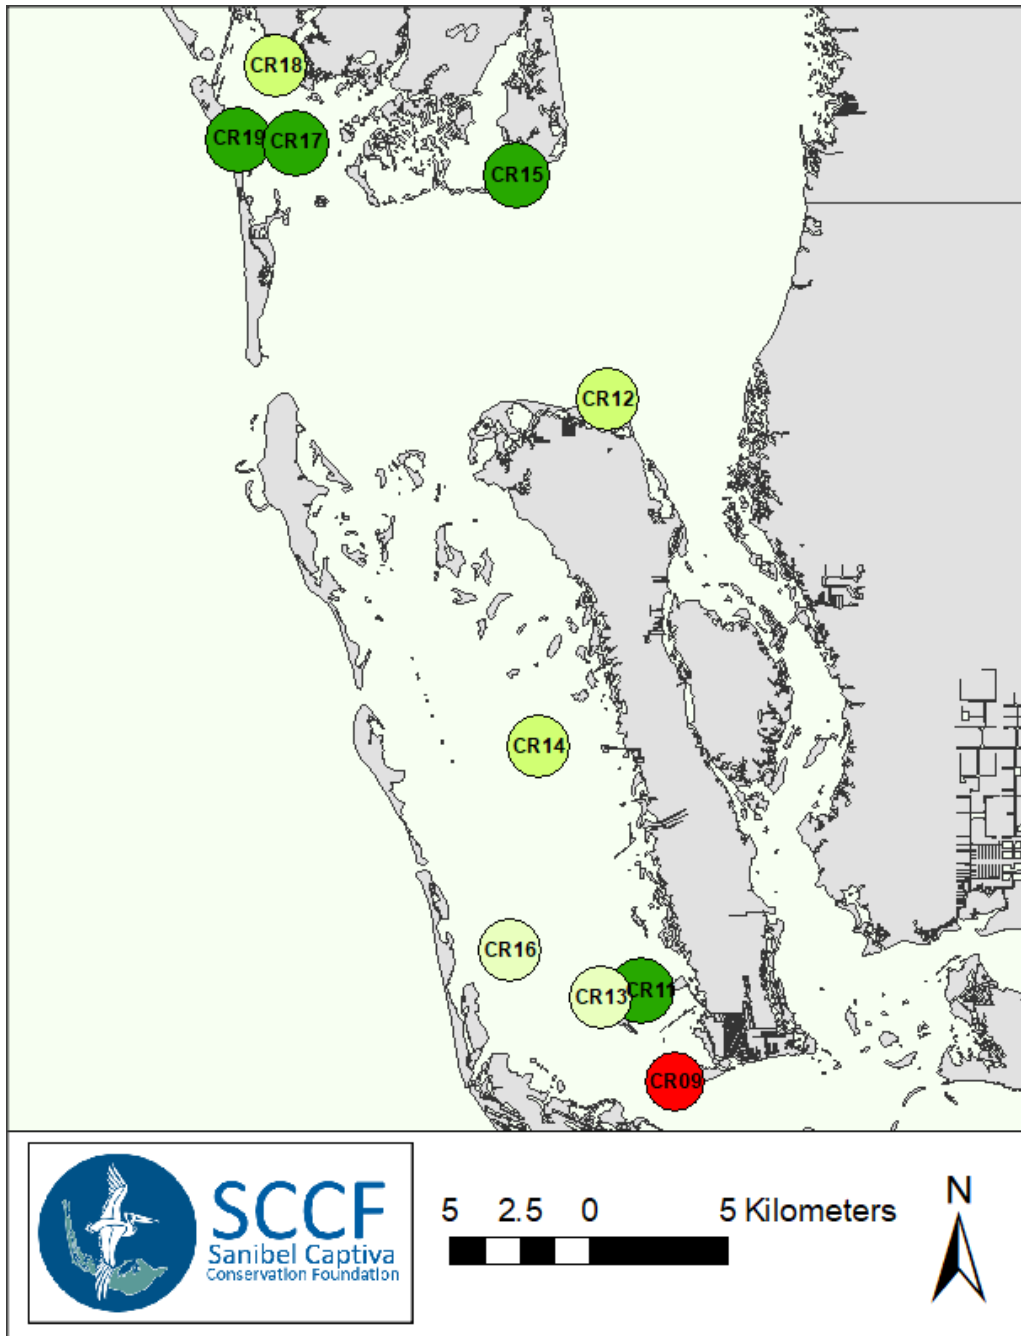 CR18
CR19
CR17
CR15
CR12
CR14
CR16
CR13
CR11
CR09
SCCF
Sanibel Captiva
Conservation Foundation
5 2.5 0 5 Kilometers
N